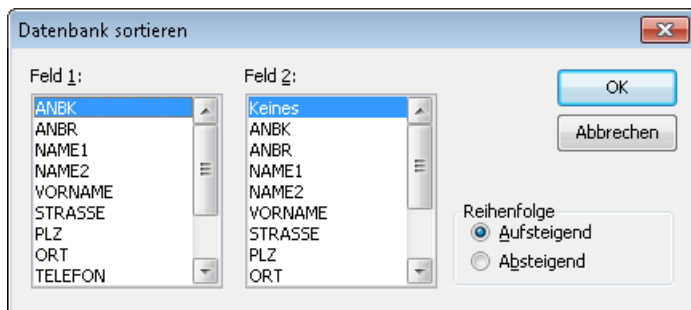 Datenbank sortieren
Feld 1:
ANBK
ANBR
NAME1
NAME2
VORNAME
STRASSE
PLZ
ORT
TELEFON
Feld 2:
Keines
ANBK
ANBR
NAME1
NAME2
VORNAME
STRASSE
PLZ
ORT
OK
Abbrechen
Reihenfolge
Aufsteigend
Absteigend